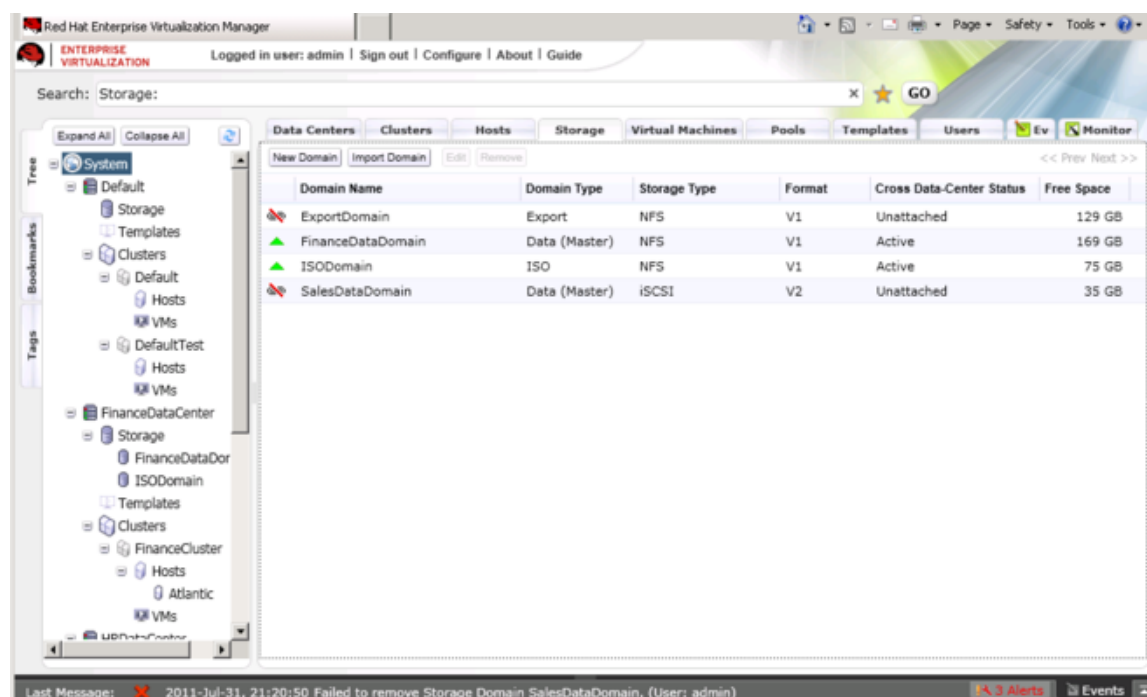 Red Hat Enterprise Virtualization Manager
Page Safety Tools
ENTERPRISE
VIRTUALIZATION
Logged in user: admin | Sign out | Configure | About | Guide
Search: Storage: GO
Expand All Collapse All
Data Centers Clusters Hosts Storage Virtual Machines Pools Templates Users Ev Monitor
New Domain Import Domain Edit Remove << Prev Next >>
Tree
Bookmarks
Tags
System
Default
Storage
Templates
Clusters
Default
Hosts
VMs
DefaultTest
Hosts
VMs
FinanceDataCenter
Storage
FinanceDataDor
ISODomain
Templates
Clusters
FinanceCluster
Hosts
Atlantic
VMs
HRDataCenter
Domain Name Domain Type Storage Type Format Cross Data-Center Status Free Space
ExportDomain Export NFS V1 Unattached 129 GB
FinanceDataDomain Data (Master) NFS V1 Active 169 GB
ISODomain ISO NFS V1 Active 75 GB
SalesDataDomain Data (Master) iSCSI V2 Unattached 35 GB
Last Message: 2011-Jul-31, 21:20:50 Failed to remove Storage Domain SalesDataDomain. (User: admin) 3 Alerts Events